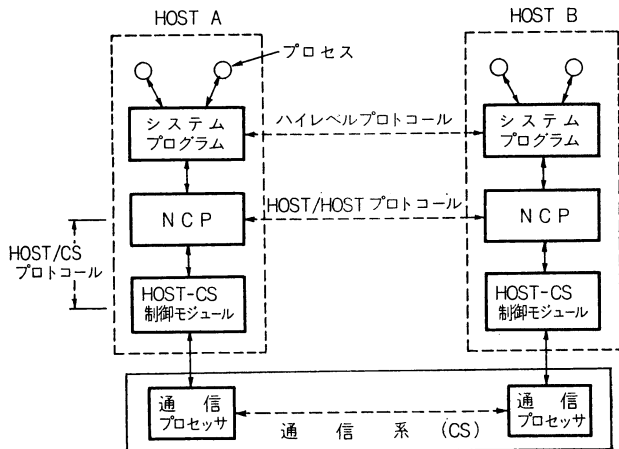 HOST A
HOST B
プロセス
システム
プログラム
ハイレベルプロトコール
システム
プログラム
NCP
HOST/HOST プロトコール
NCP
HOST/CS
プロトコール
HOST-CS
制御モジュール
HOST-CS
制御モジュール
通信
プロセッサ
通信系 (CS)
通信
プロセッサ